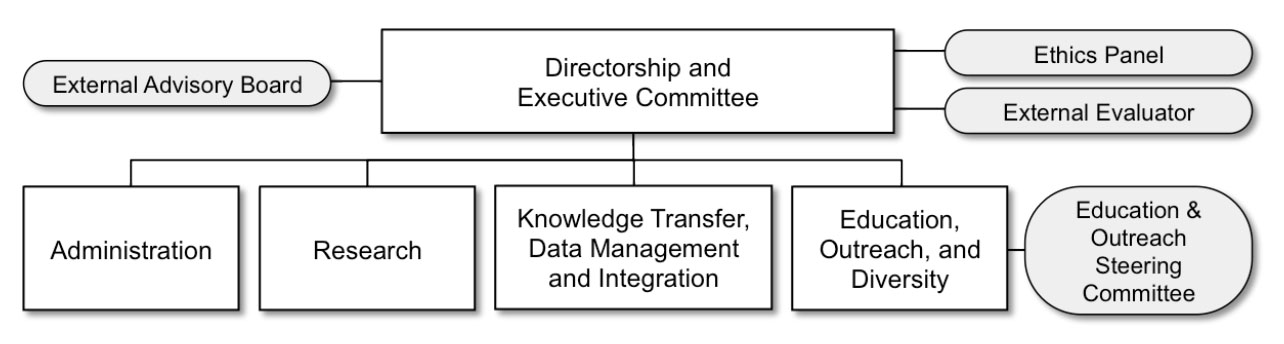 Directorship and
Executive Committee
External Advisory Board
Ethics Panel
External Evaluator
Administration
Research
Knowledge Transfer,
Data Management
and Integration
Education,
Outreach, and
Diversity
Education &
Outreach
Steering
Committee